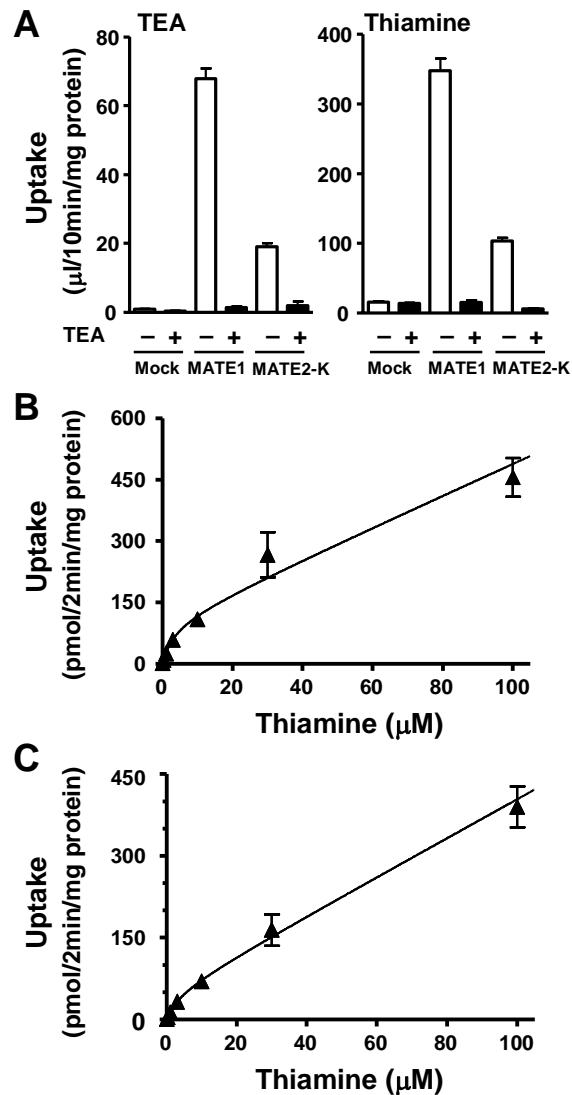 A
TEA
Thiamine
Uptake
(μl/10min/mg protein)
80
60
40
20
0
400
300
200
100
0
TEA
− + − + − +
− + − + − +
Mock MATE1 MATE2-K
Mock MATE1 MATE2-K
B
Uptake
(pmol/2min/mg protein)
600
450
300
150
0
0 20 40 60 80 100
Thiamine (μM)
C
Uptake
(pmol/2min/mg protein)
450
300
150
0
0 20 40 60 80 100
Thiamine (μM)